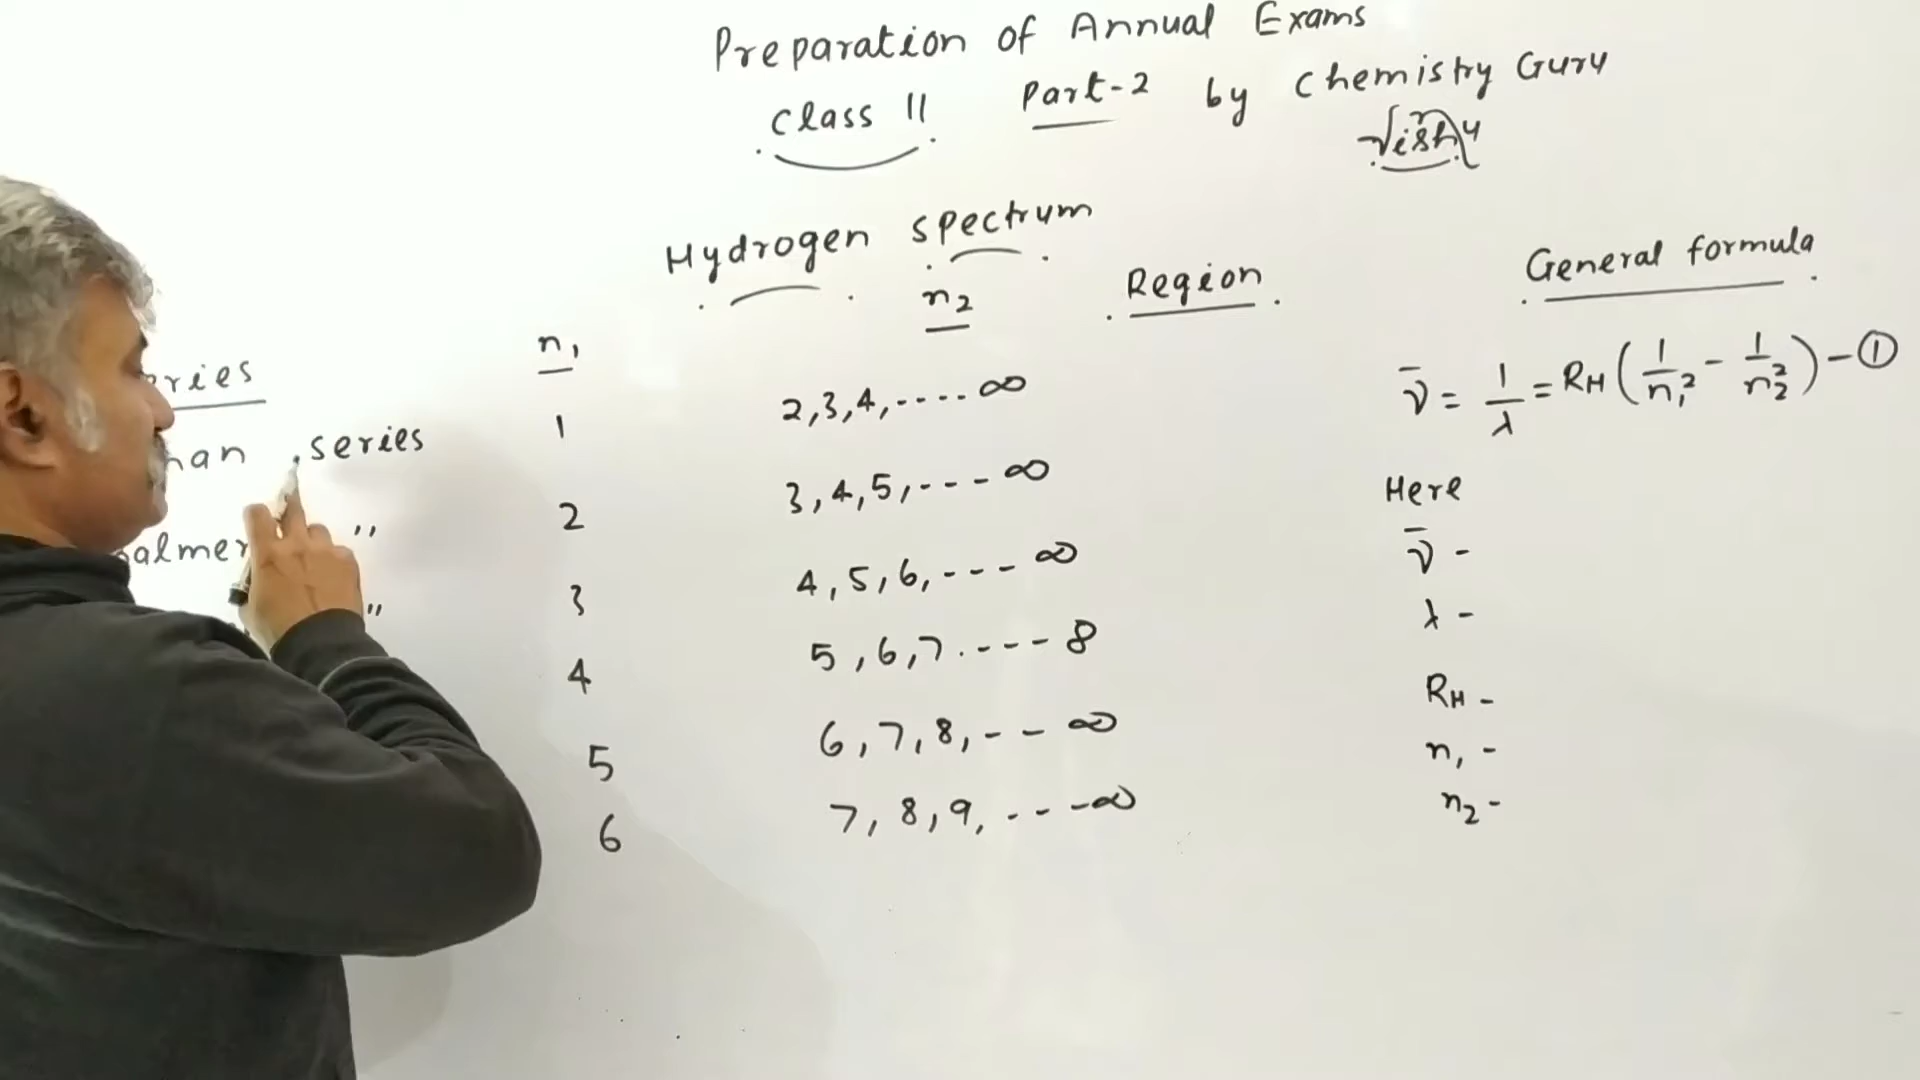 Preparation of Annual Exams
Class 11 Part-2 by Chemistry Guru
Vishy
Hydrogen spectrum
n₁ n₂ Region General formula
series 1 2,3,4,....∞ ν̄ = 1/λ = RH (1/n₁² - 1/n₂²) - ①
2 3,4,5,---∞ Here
" 3 4,5,6,---∞ ν̄ -
" 4 5,6,7.---8 λ -
5 6,7,8,--∞ RH -
6 7,8,9,---∞ n₁ -
n₂ -